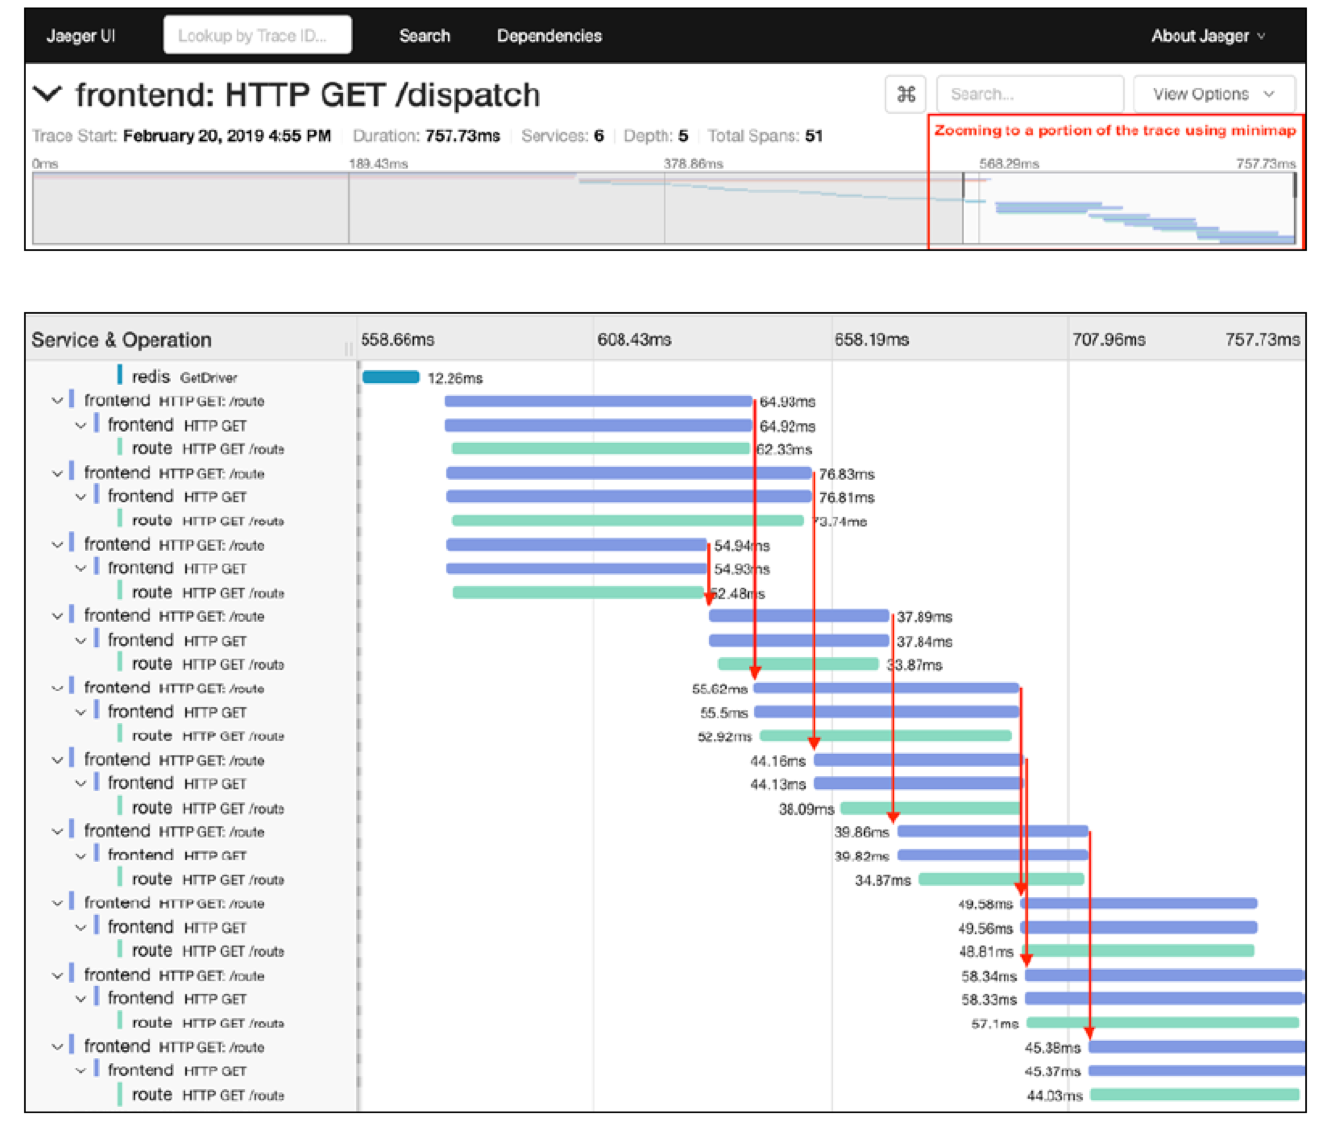 Jaeger UI Lookup by Trace ID... Search Dependencies About Jaeger
frontend: HTTP GET /dispatch ⌘ Search... View Options
Trace Start: February 20, 2019 4:55 PM Duration: 757.73ms Services: 6 Depth: 5 Total Spans: 51
Zooming to a portion of the trace using minimap
0ms 189.43ms 378.86ms 568.29ms 757.73ms
Service & Operation 558.66ms 608.43ms 658.19ms 707.96ms 757.73ms
redis GetDriver 12.26ms
frontend HTTP GET: /route 64.93ms
frontend HTTP GET 64.92ms
route HTTP GET /route 62.33ms
frontend HTTP GET: /route 76.83ms
frontend HTTP GET 76.81ms
route HTTP GET /route 73.74ms
frontend HTTP GET: /route 54.94ms
frontend HTTP GET 54.93ms
route HTTP GET /route 52.48ms
frontend HTTP GET: /route 37.89ms
frontend HTTP GET 37.84ms
route HTTP GET /route 33.87ms
frontend HTTP GET: /route 55.62ms
frontend HTTP GET 55.5ms
route HTTP GET /route 52.92ms
frontend HTTP GET: /route 44.16ms
frontend HTTP GET 44.13ms
route HTTP GET /route 38.09ms
frontend HTTP GET: /route 39.86ms
frontend HTTP GET 39.82ms
route HTTP GET /route 34.87ms
frontend HTTP GET: /route 49.58ms
frontend HTTP GET 49.56ms
route HTTP GET /route 48.81ms
frontend HTTP GET: /route 58.34ms
frontend HTTP GET 58.33ms
route HTTP GET /route 57.1ms
frontend HTTP GET: /route 45.38ms
frontend HTTP GET 45.37ms
route HTTP GET /route 44.03ms